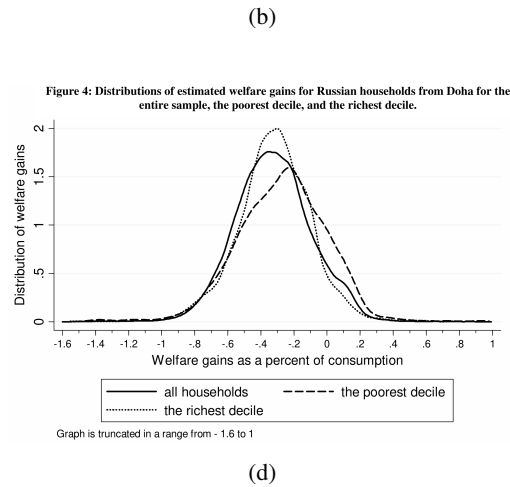 (b)
Figure 4: Distributions of estimated welfare gains for Russian households from Doha for the
entire sample, the poorest decile, and the richest decile.
Distribution of welfare gains
2
1.5
1
.5
0
-1.6 -1.4 -1.2 -1 -.8 -.6 -.4 -.2 0 .2 .4 .6 .8 1
Welfare gains as a percent of consumption
all households the poorest decile
the richest decile
Graph is truncated in a range from - 1.6 to 1
(d)